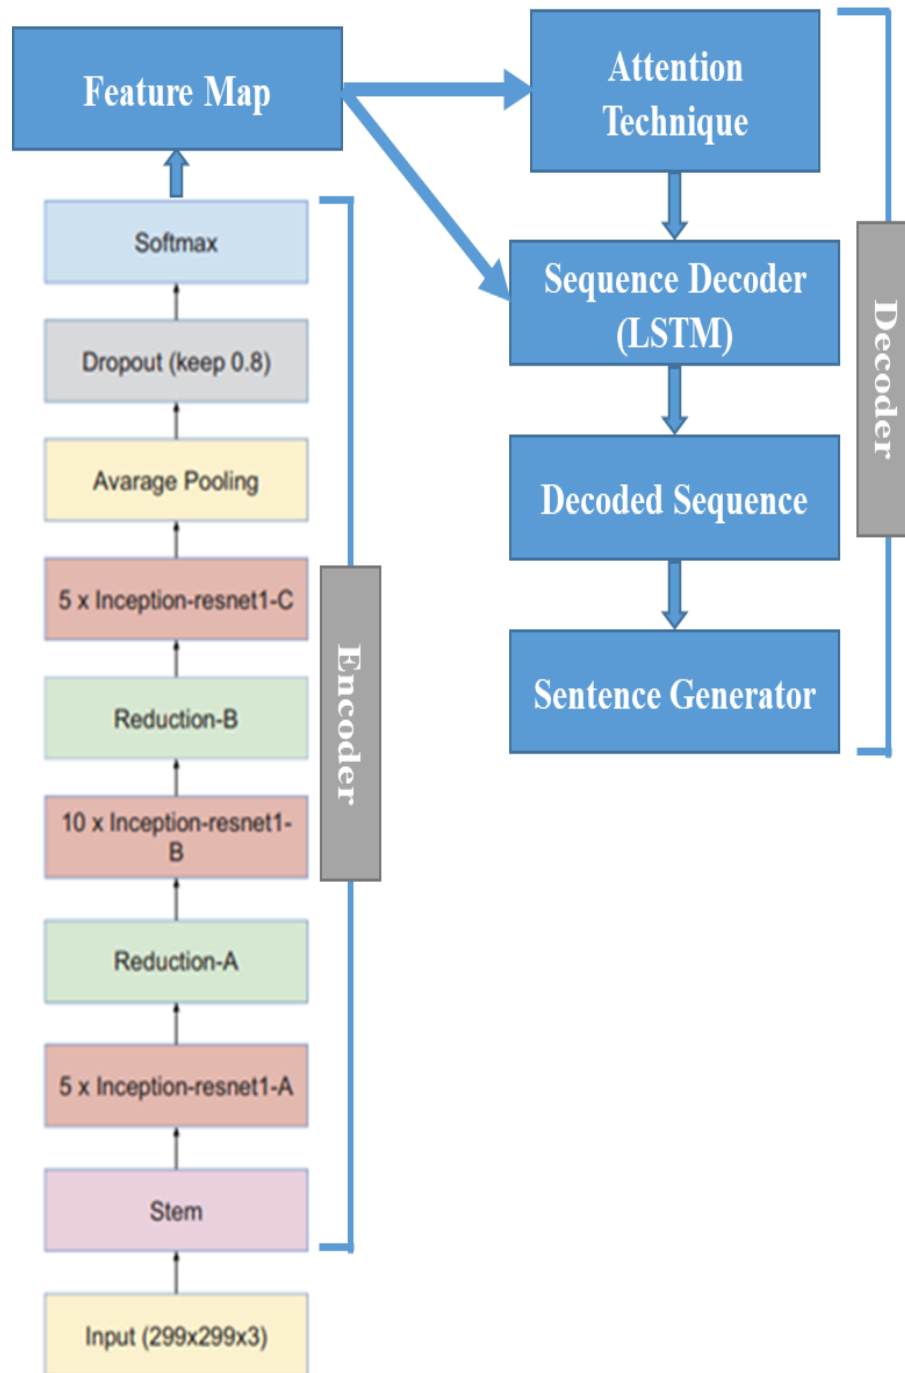 Feature Map
Softmax
Dropout (keep 0.8)
Avarage Pooling
5 x Inception-resnet1-C
Reduction-B
10 x Inception-resnet1-
B
Reduction-A
5 x Inception-resnet1-A
Stem
Input (299x299x3)
Encoder
Attention
Technique
Sequence Decoder
(LSTM)
Decoded Sequence
Sentence Generator
Decoder